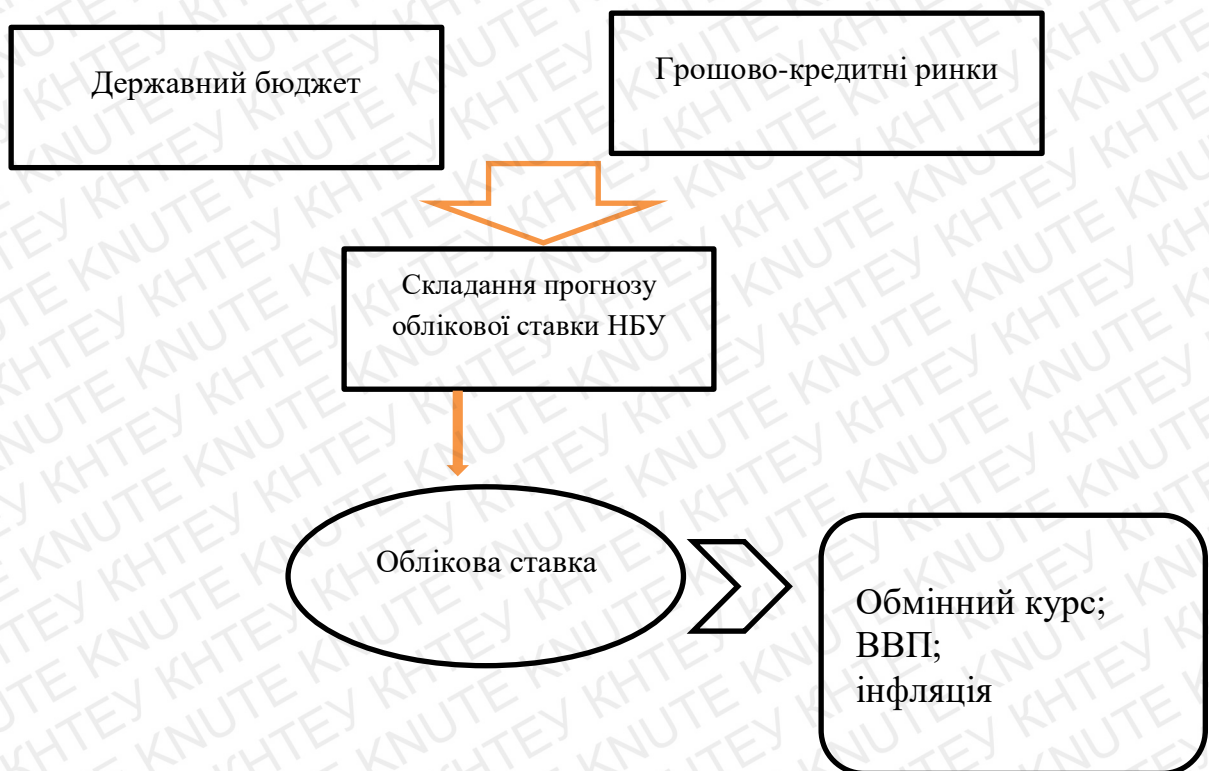 Державний бюджет
Грошово-кредитні ринки
Складання прогнозу
облікової ставки НБУ
Облікова ставка
Обмінний курс;
ВВП;
інфляція